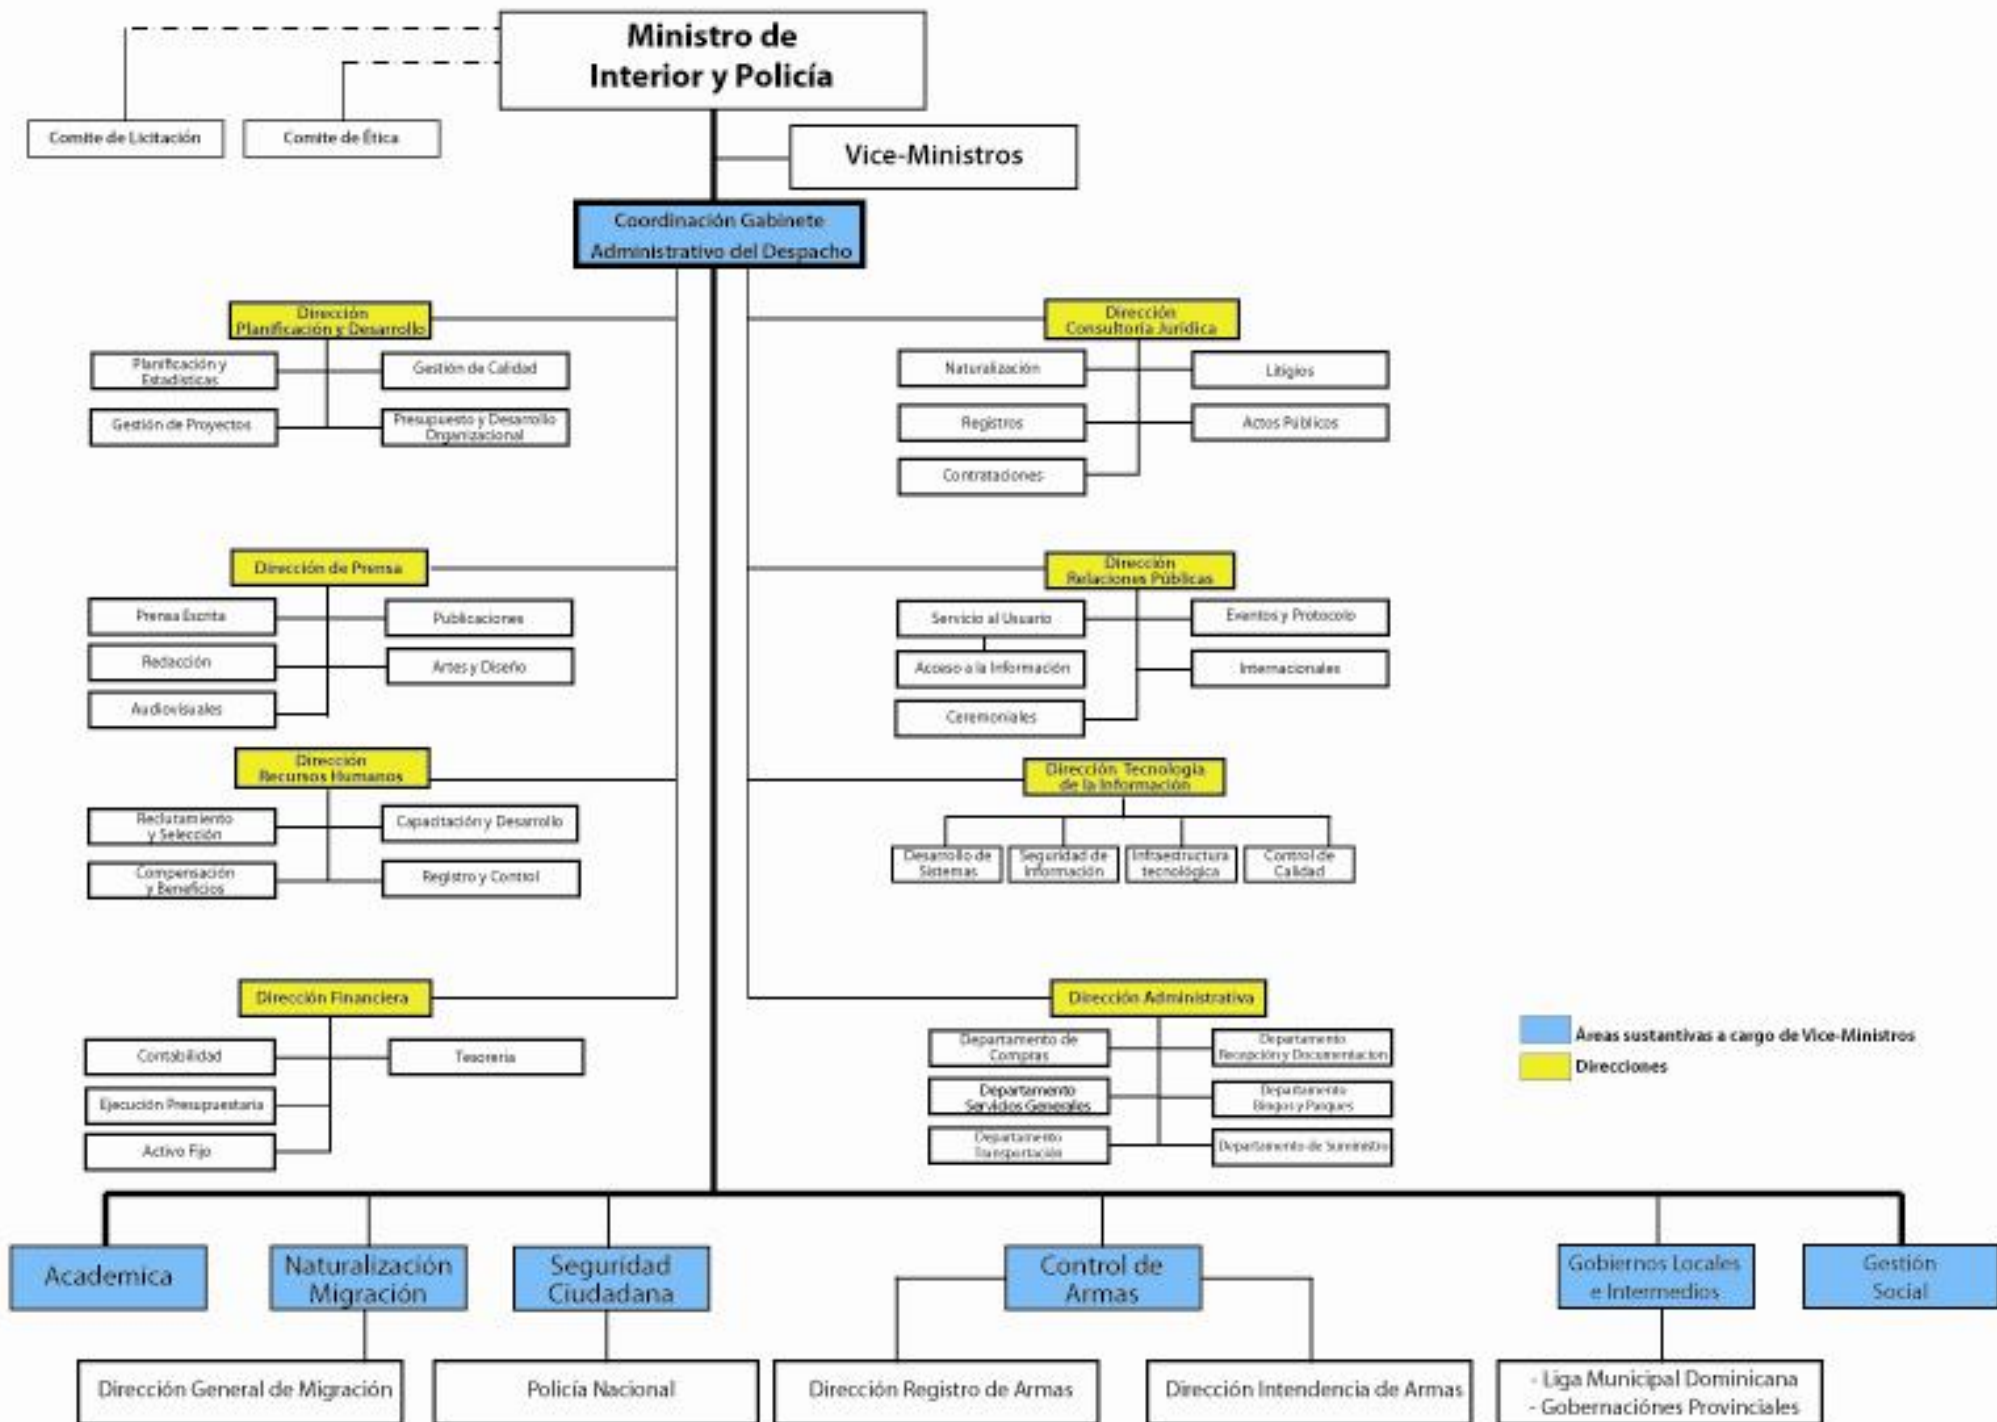 Ministro de
Interior y Policía
Comite de Licitación
Comite de Ética
Vice-Ministros
Coordinación Gabinete
Administrativo del Despacho
Dirección
Planificación y Desarrollo
Planificación y
Estadísticas
Gestión de Calidad
Gestión de Proyectos
Presupuesto y Desarrollo
Organizacional
Dirección
Consultoría Jurídica
Naturalización
Litigios
Registros
Actos Públicos
Contrataciones
Dirección de Prensa
Prensa Escrita
Publicaciones
Redacción
Artes y Diseño
Audiovisuales
Dirección
Relaciones Públicas
Servicio al Usuario
Eventos y Protocolo
Acceso a la Información
Internacionales
Ceremoniales
Dirección
Recursos Humanos
Reclutamiento
y Selección
Capacitación y Desarrollo
Compensación
y Beneficios
Registro y Control
Dirección Tecnología
de la Información
Desarrollo de
Sistemas
Seguridad de
Información
Infraestructura
tecnológica
Control de
Calidad
Dirección Financiera
Contabilidad
Tesorería
Ejecución Presupuestaria
Activo Fijo
Dirección Administrativa
Departamento de
Compras
Departamento
Recepción y Documentacion
Departamento
Servicios Generales
Departamento
Bingos y Parques
Departamento
Transportación
Departamento de Suministro
Áreas sustantivas a cargo de Vice-Ministros
Direcciones
Academica
Naturalización
Migración
Seguridad
Ciudadana
Control de
Armas
Gobiernos Locales
e Intermedios
Gestión
Social
Dirección General de Migración
Policía Nacional
Dirección Registro de Armas
Dirección Intendencia de Armas
- Liga Municipal Dominicana
- Gobernaciónes Provinciales